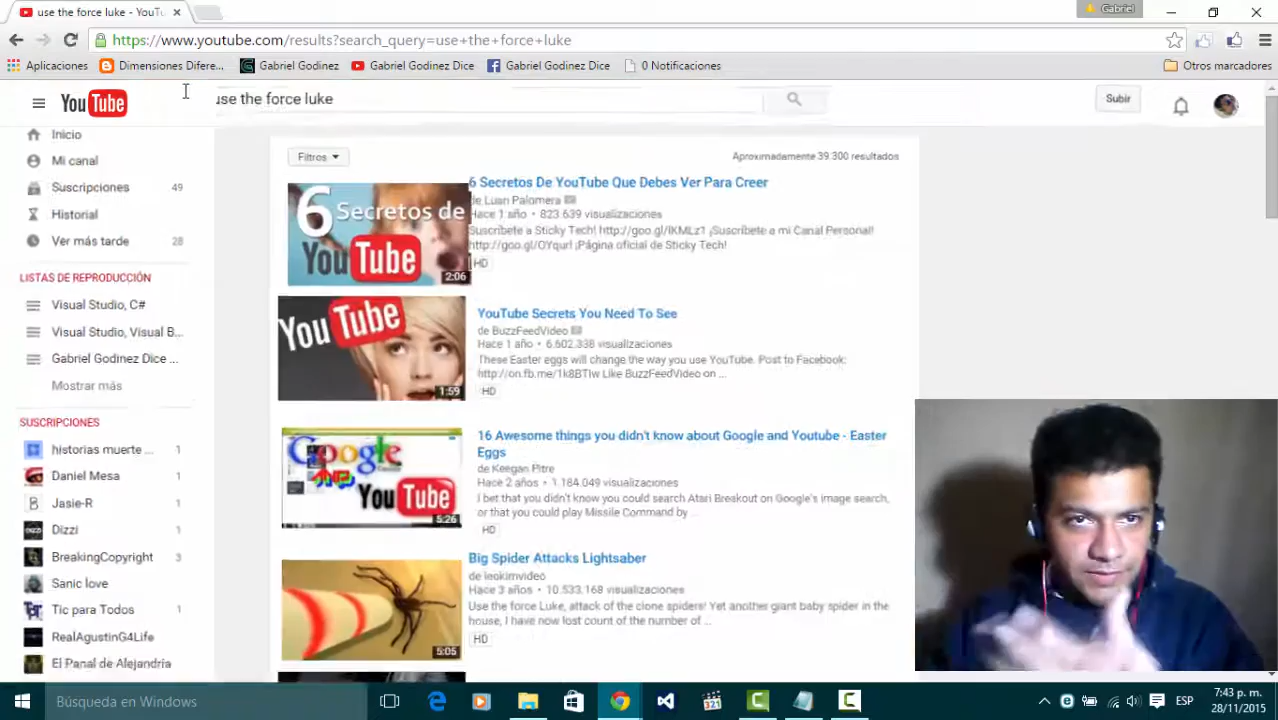 use the force luke - YouTu
Gabriel
https://www.youtube.com/results?search_query=use+the+force+luke
Aplicaciones
Dimensiones Difere...
Gabriel Godinez
Gabriel Godinez Dice
Gabriel Godinez Dice
0 Notificaciones
Otros marcadores
YouTube
use the force luke
Subir
Inicio
Mi canal
Suscripciones 49
Historial
Ver más tarde 28
LISTAS DE REPRODUCCIÓN
Visual Studio, C#
Visual Studio, Visual B...
Gabriel Godinez Dice ...
Mostrar más
SUSCRIPCIONES
historias muerte ... 1
Daniel Mesa 1
Jasie-R 1
Dizzi 1
BreakingCopyright 3
Sanic love
Tic para Todos 1
RealAgustinG4Life
El Panal de Alejandria
Filtros
Aproximadamente 39 300 resultados
6 Secretos de
YouTube
2:06
6 Secretos De YouTube Que Debes Ver Para Creer
de Luan Palomera
Hace 1 año • 823.639 visualizaciones
Suscríbete a Sticky Tech! http://goo.gl/IKMLz1 ¡Suscríbete a mi Canal Personal!
http://goo.gl/OYqurl ¡Página oficial de Sticky Tech!
HD
YouTube
1:59
YouTube Secrets You Need To See
de BuzzFeedVideo
Hace 1 año • 6.602.338 visualizaciones
These Easter eggs will change the way you use YouTube. Post to Facebook:
http://on.fb.me/1k8BTIw Like BuzzFeedVideo on ...
HD
Google
YouTube
5:26
16 Awesome things you didn't know about Google and Youtube - Easter
Eggs
de Keegan Pitre
Hace 2 años • 1.184.049 visualizaciones
I bet that you didn't know you could search Atari Breakout on Google's image search,
or that you could play Missile Command by ...
HD
5:05
Big Spider Attacks Lightsaber
de leokimvideo
Hace 3 años • 10.533.168 visualizaciones
Use the force Luke, attack of the clone spiders! Yet another giant baby spider in the
house, I have now lost count of the number of ...
HD
Búsqueda en Windows
321
ESP
7:43 p. m.
28/11/2015